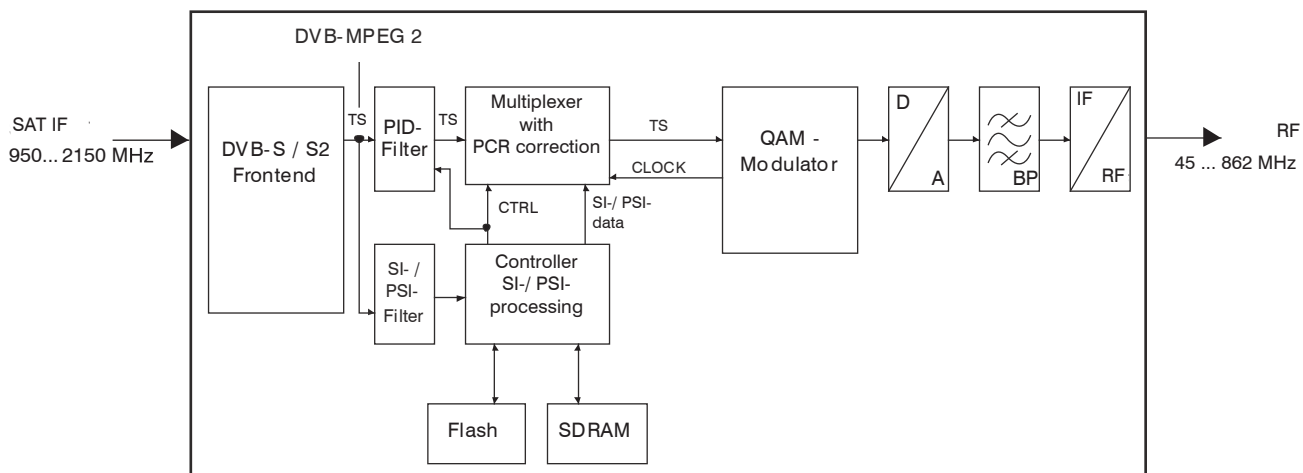 DVB-MPEG 2
SAT IF
950... 2150 MHz
DVB-S / S2
Frontend
TS
PID-
Filter
TS
Multiplexer
with
PCR correction
TS
CLOCK
QAM -
Modulator
D
A
BP
IF
RF
RF
45 ... 862 MHz
CTRL
SI-/ PSI-
data
SI- /
PSI-
Filter
Controller
SI-/ PSI-
processing
Flash
SDRAM